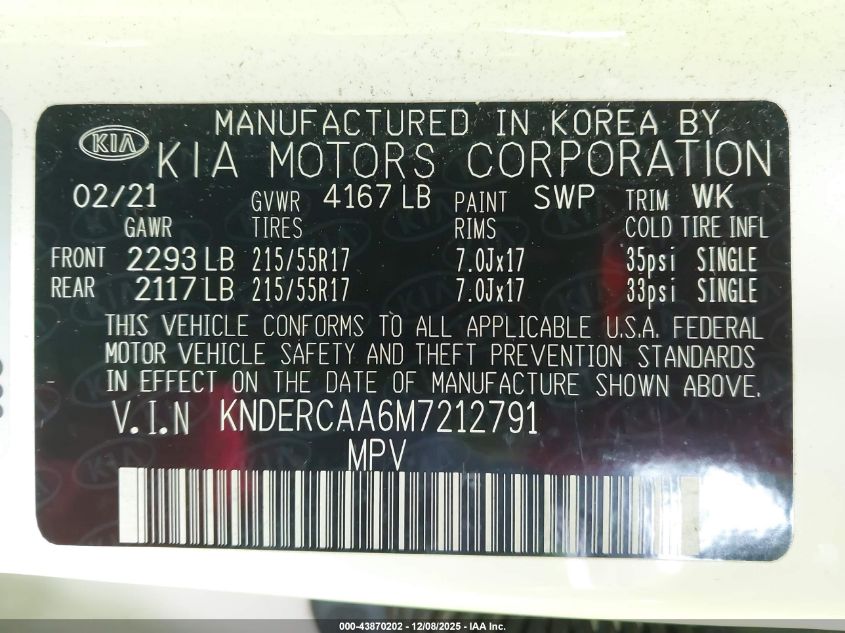 MANUFACTURED IN KOREA BY
KIA KIA MOTORS CORPORATION
02/21 GVWR 4167 LB PAINT SWP TRIM WK
GAWR TIRES RIMS COLD TIRE INFL
FRONT 2293 LB 215/55R17 7.0Jx17 35psi SINGLE
REAR 2117 LB 215/55R17 7.0Jx17 33psi SINGLE
THIS VEHICLE CONFORMS TO ALL APPLICABLE U.S.A. FEDERAL
MOTOR VEHICLE SAFETY AND THEFT PREVENTION STANDARDS
IN EFFECT ON THE DATE OF MANUFACTURE SHOWN ABOVE.
V.I.N KNDERCAA6M7212791
MPV
000-43870202 - 12/08/2025 - IAA Inc.